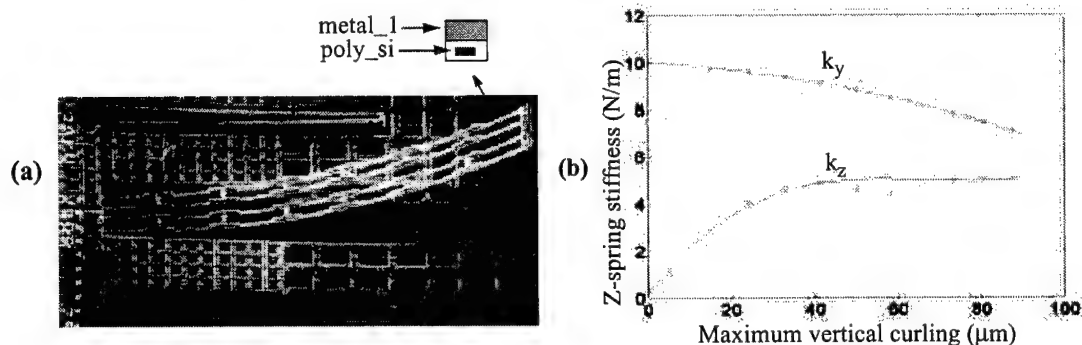 metal_1
poly_si
(a)
(b)
Z-spring stiffness (N/m)
12
10
8
6
4
2
0
k_y
k_z
0 20 40 60 80 100
Maximum vertical curling (μm)